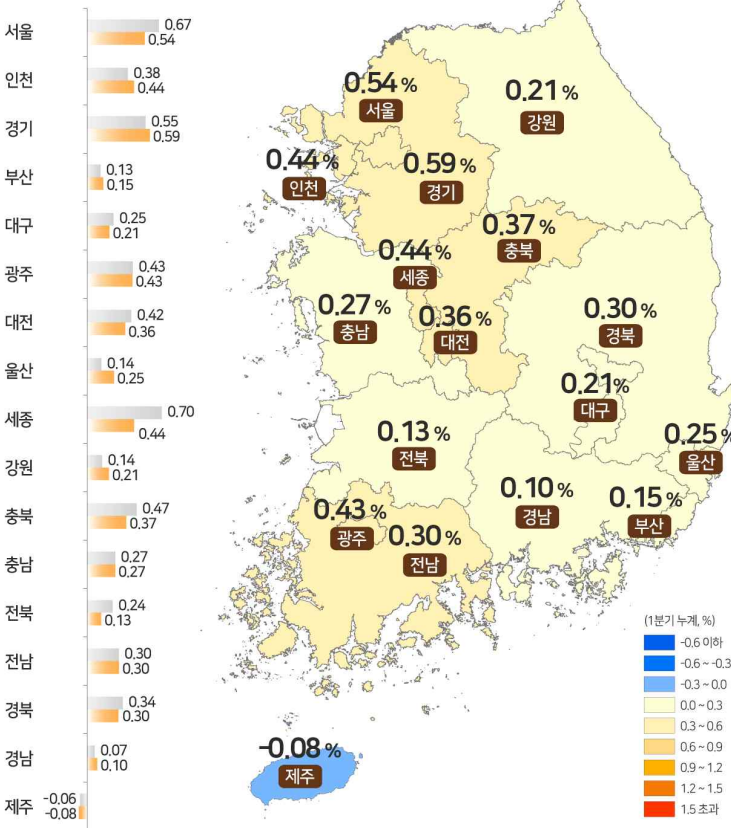 서울 0.67
0.54
인천 0.38
0.44
경기 0.55
0.59
부산 0.13
0.15
대구 0.25
0.21
광주 0.43
0.43
대전 0.42
0.36
울산 0.14
0.25
세종 0.70
0.44
강원 0.14
0.21
충북 0.47
0.37
충남 0.27
0.27
전북 0.24
0.13
전남 0.30
0.30
경북 0.34
0.30
경남 0.07
0.10
제주 -0.06
-0.08
0.54 %
서울
0.21 %
강원
0.44 %
인천
0.59 %
경기
0.37 %
충북
0.44 %
세종
0.27 %
충남
0.36 %
대전
0.30 %
경북
0.21%
대구
0.13 %
전북
0.25 %
울산
0.10 %
경남
0.15 %
부산
0.43 %
광주
0.30 %
전남
-0.08 %
제주
(1분기 누계, %)
-0.6 이하
-0.6 ~ -0.3
-0.3 ~ 0.0
0.0 ~ 0.3
0.3 ~ 0.6
0.6 ~ 0.9
0.9 ~ 1.2
1.2 ~ 1.5
1.5 초과